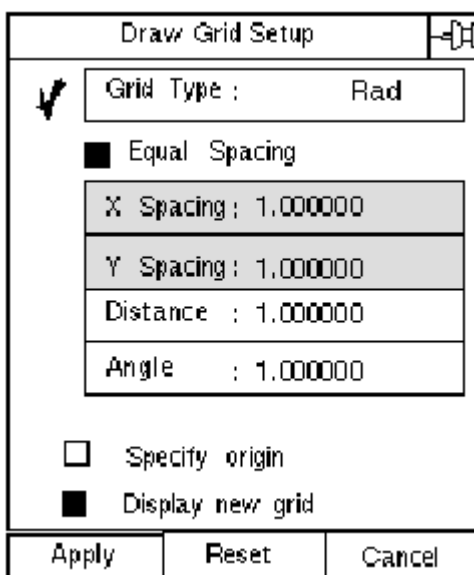 Draw Grid Setup
Grid Type : Rad
Equal Spacing
X Spacing : 1.000000
Y Spacing : 1.000000
Distance : 1.000000
Angle : 1.000000
Specify origin
Display new grid
Apply Reset Cancel